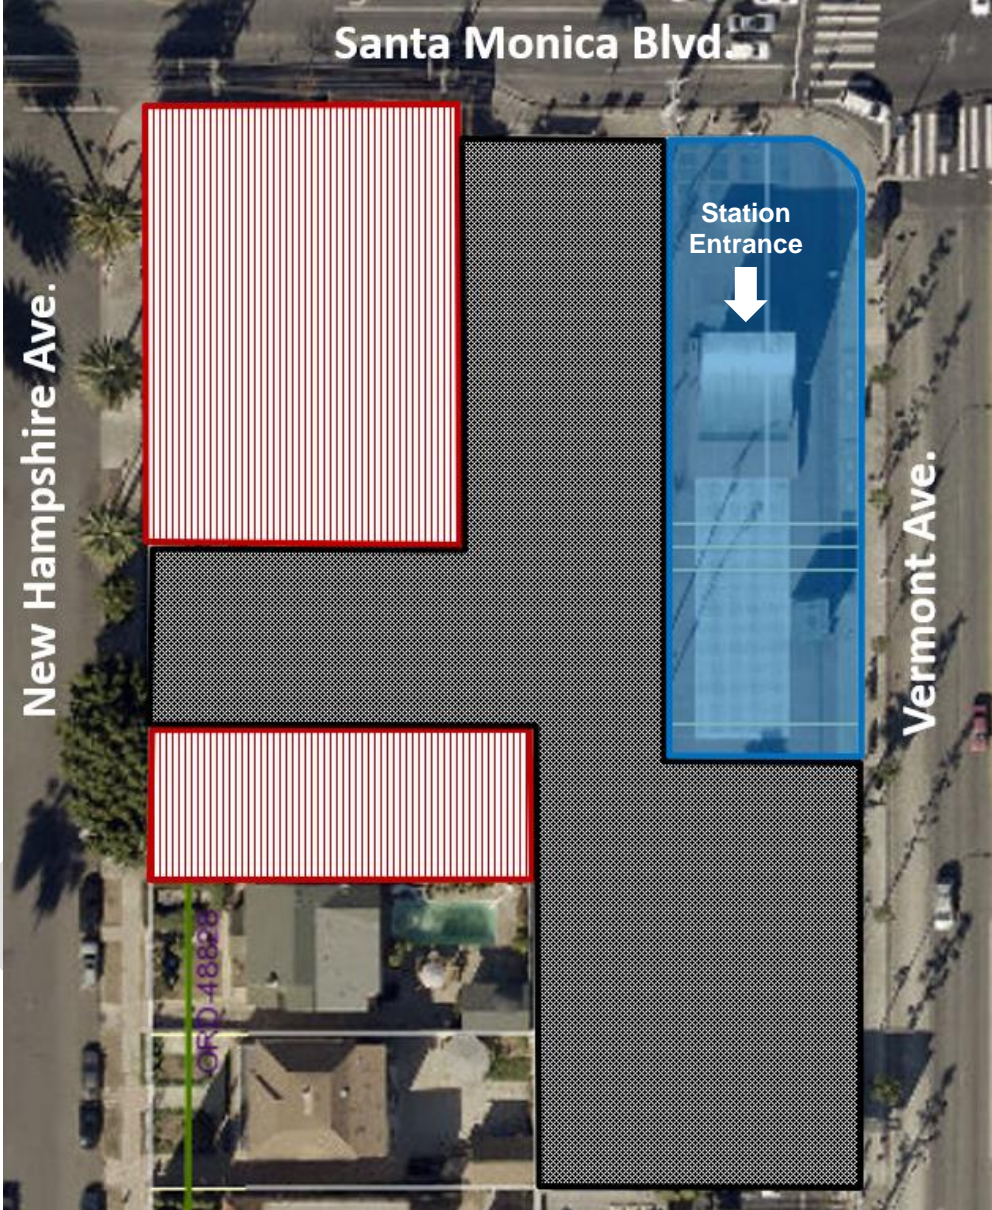 Santa Monica Blvd.
Station
Entrance
New Hampshire Ave.
Vermont Ave.
ORD-48828